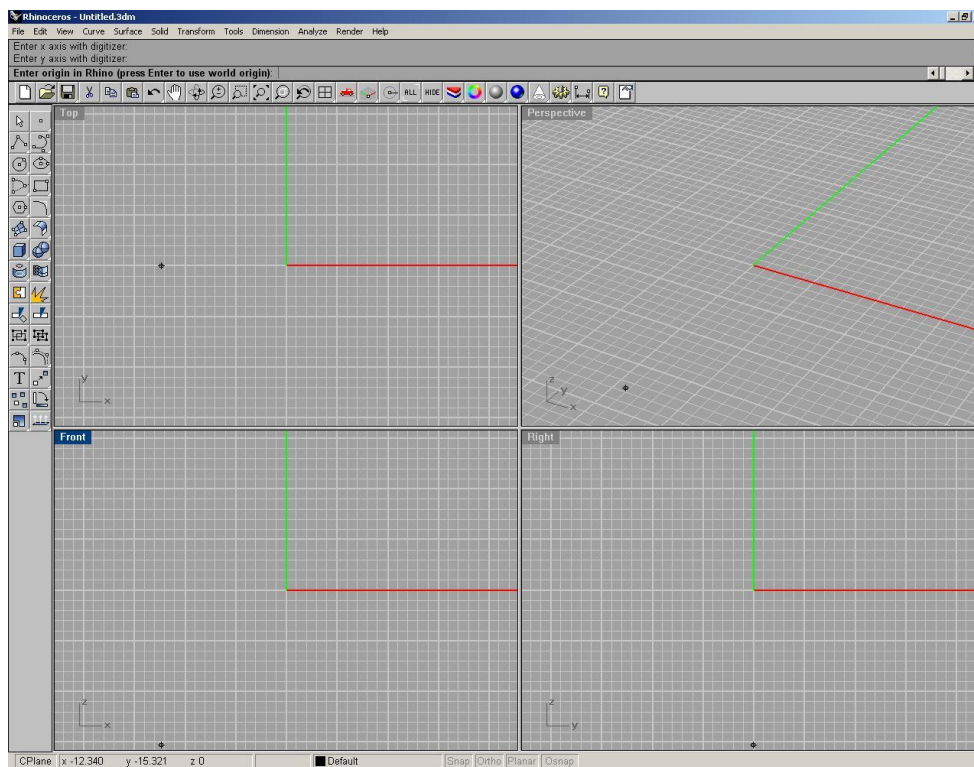 Rhinoceros - Untitled.3dm
File Edit View Curve Surface Solid Transform Tools Dimension Analyze Render Help
Enter x axis with digitizer:
Enter y axis with digitizer:
Enter origin in Rhino (press Enter to use world origin):
ALL HIDE
Top
Perspective
T
y
x
z
y
x
Front
Right
z
x
z
y
CPlane x -12.340 y -15.321 z 0 Default Snap Ortho Planar Osnap